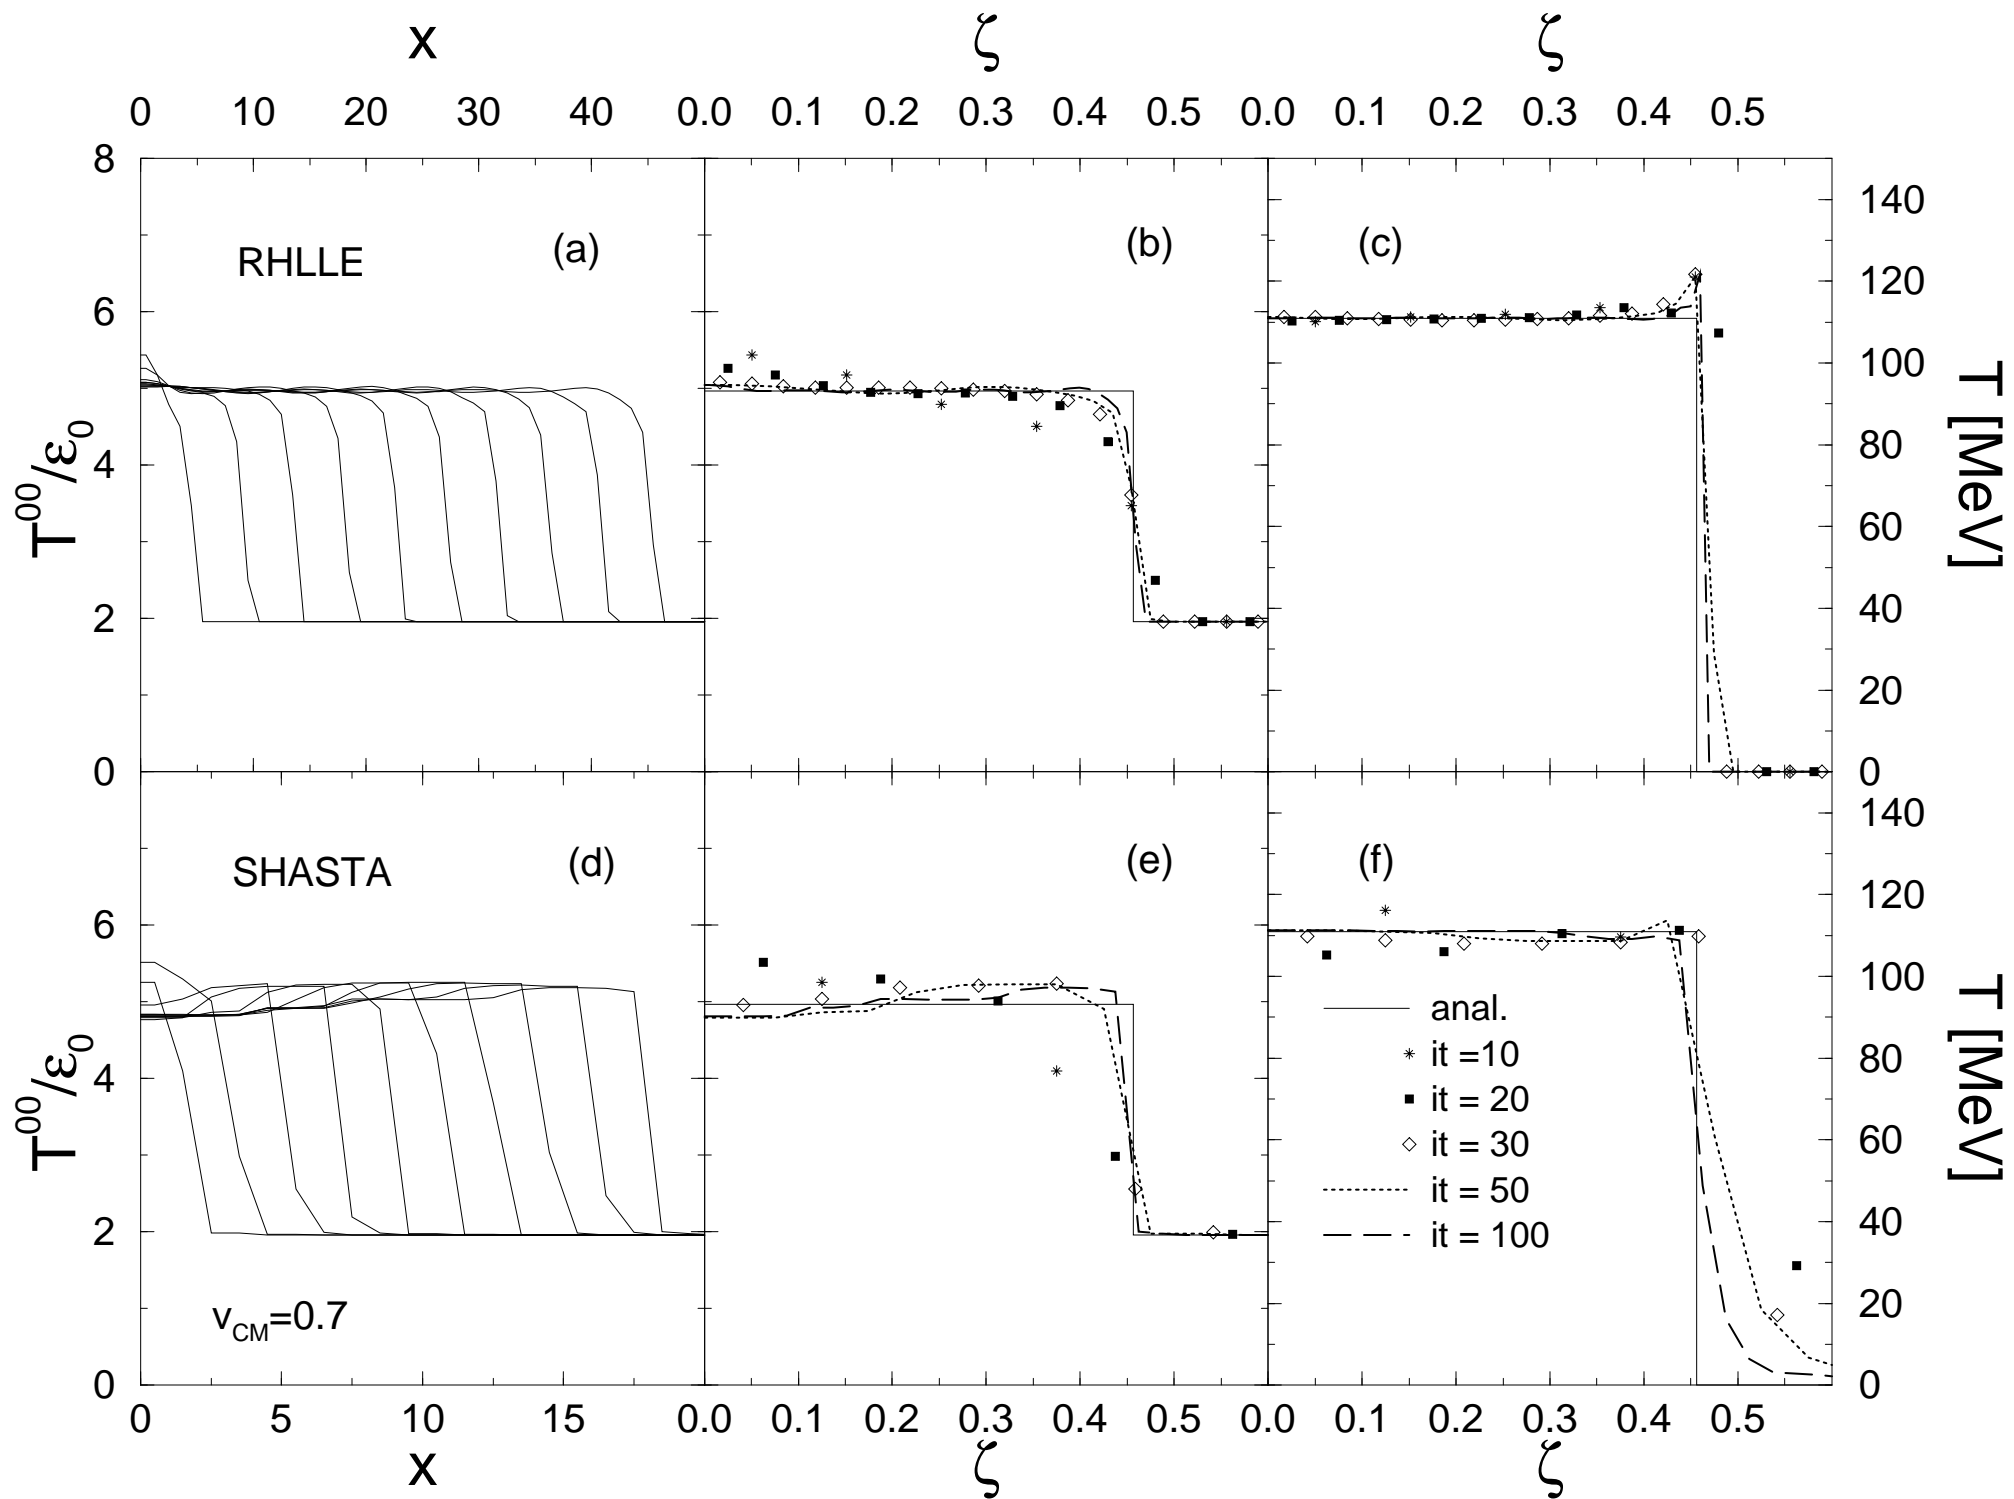 x ζ ζ
0 10 20 30 40 0.0 0.1 0.2 0.3 0.4 0.5 0.0 0.1 0.2 0.3 0.4 0.5
8 6 4 2 0
T⁰⁰/ε₀
RHLLE (a)
(b)
(c)
140 120 100 80 60 40 20 0
T [MeV]
6 4 2 0
T⁰⁰/ε₀
SHASTA (d)
v_CM=0.7
(e)
(f)
anal.
it =10
it = 20
it = 30
it = 50
it = 100
140 120 100 80 60 40 20 0
T [MeV]
0 5 10 15 0.0 0.1 0.2 0.3 0.4 0.5 0.0 0.1 0.2 0.3 0.4 0.5
x ζ ζ